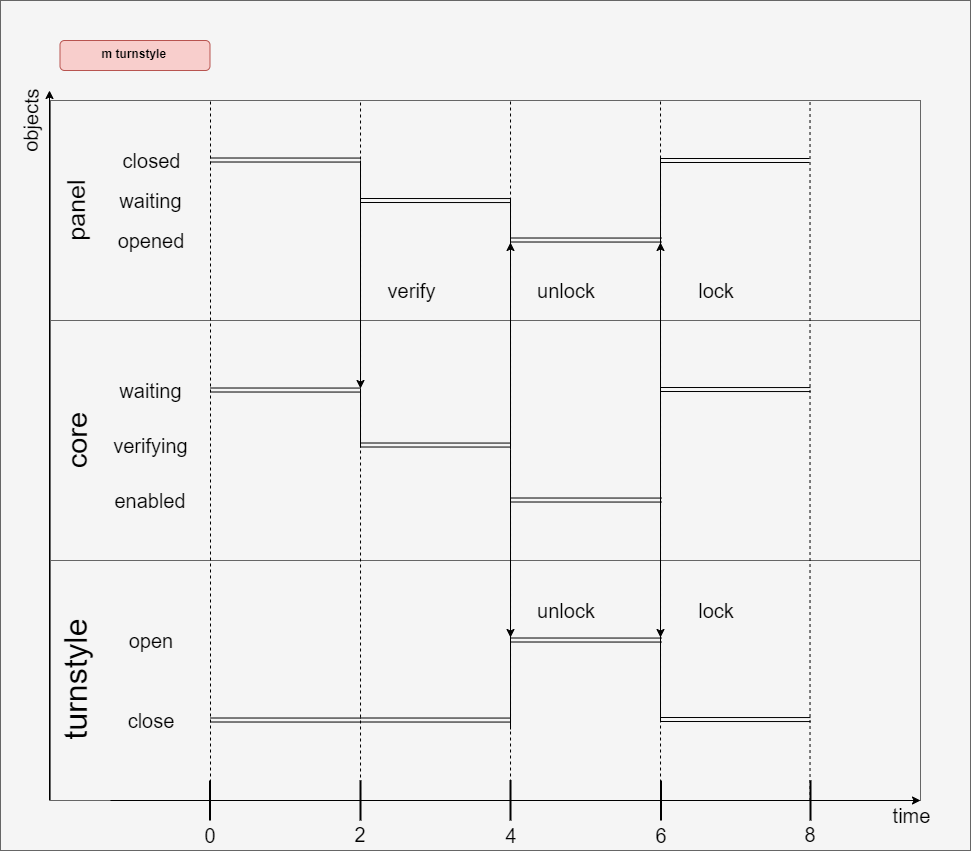 m turnstyle
objects
panel
closed
waiting
opened
verify unlock lock
core
waiting
verifying
enabled
turnstyle
unlock lock
open
close
time
0 2 4 6 8